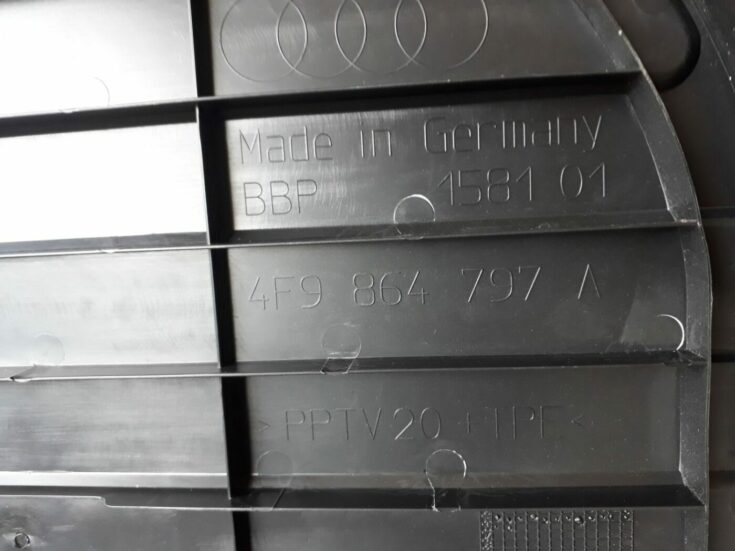 Made in Germany
BBP 1581 01
4F9 864 797 A
>PPTV20 +TPE<